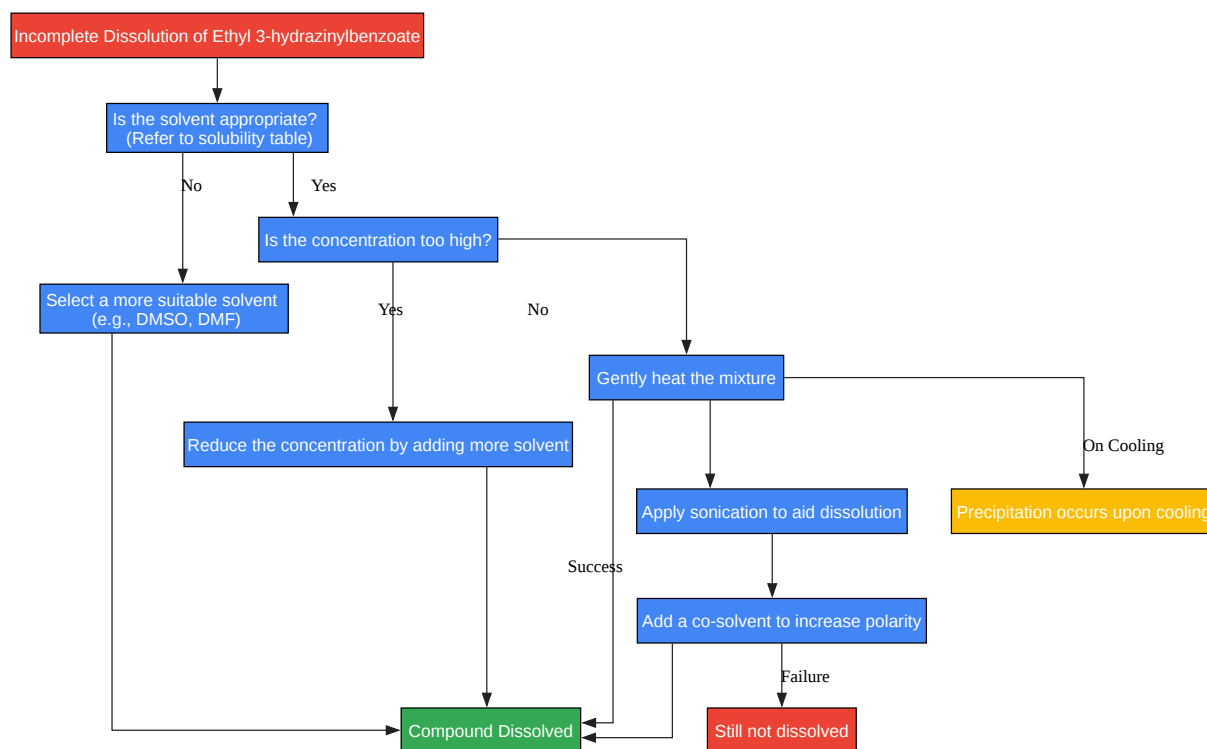 Incomplete Dissolution of Ethyl 3-hydrazinylbenzoate
Is the solvent appropriate?
(Refer to solubility table)
No
Yes
Is the concentration too high?
Select a more suitable solvent
(e.g., DMSO, DMF)
Yes
No
Gently heat the mixture
Reduce the concentration by adding more solvent
On Cooling
Apply sonication to aid dissolution
Precipitation occurs upon cooling
Success
Add a co-solvent to increase polarity
Failure
Compound Dissolved
Still not dissolved